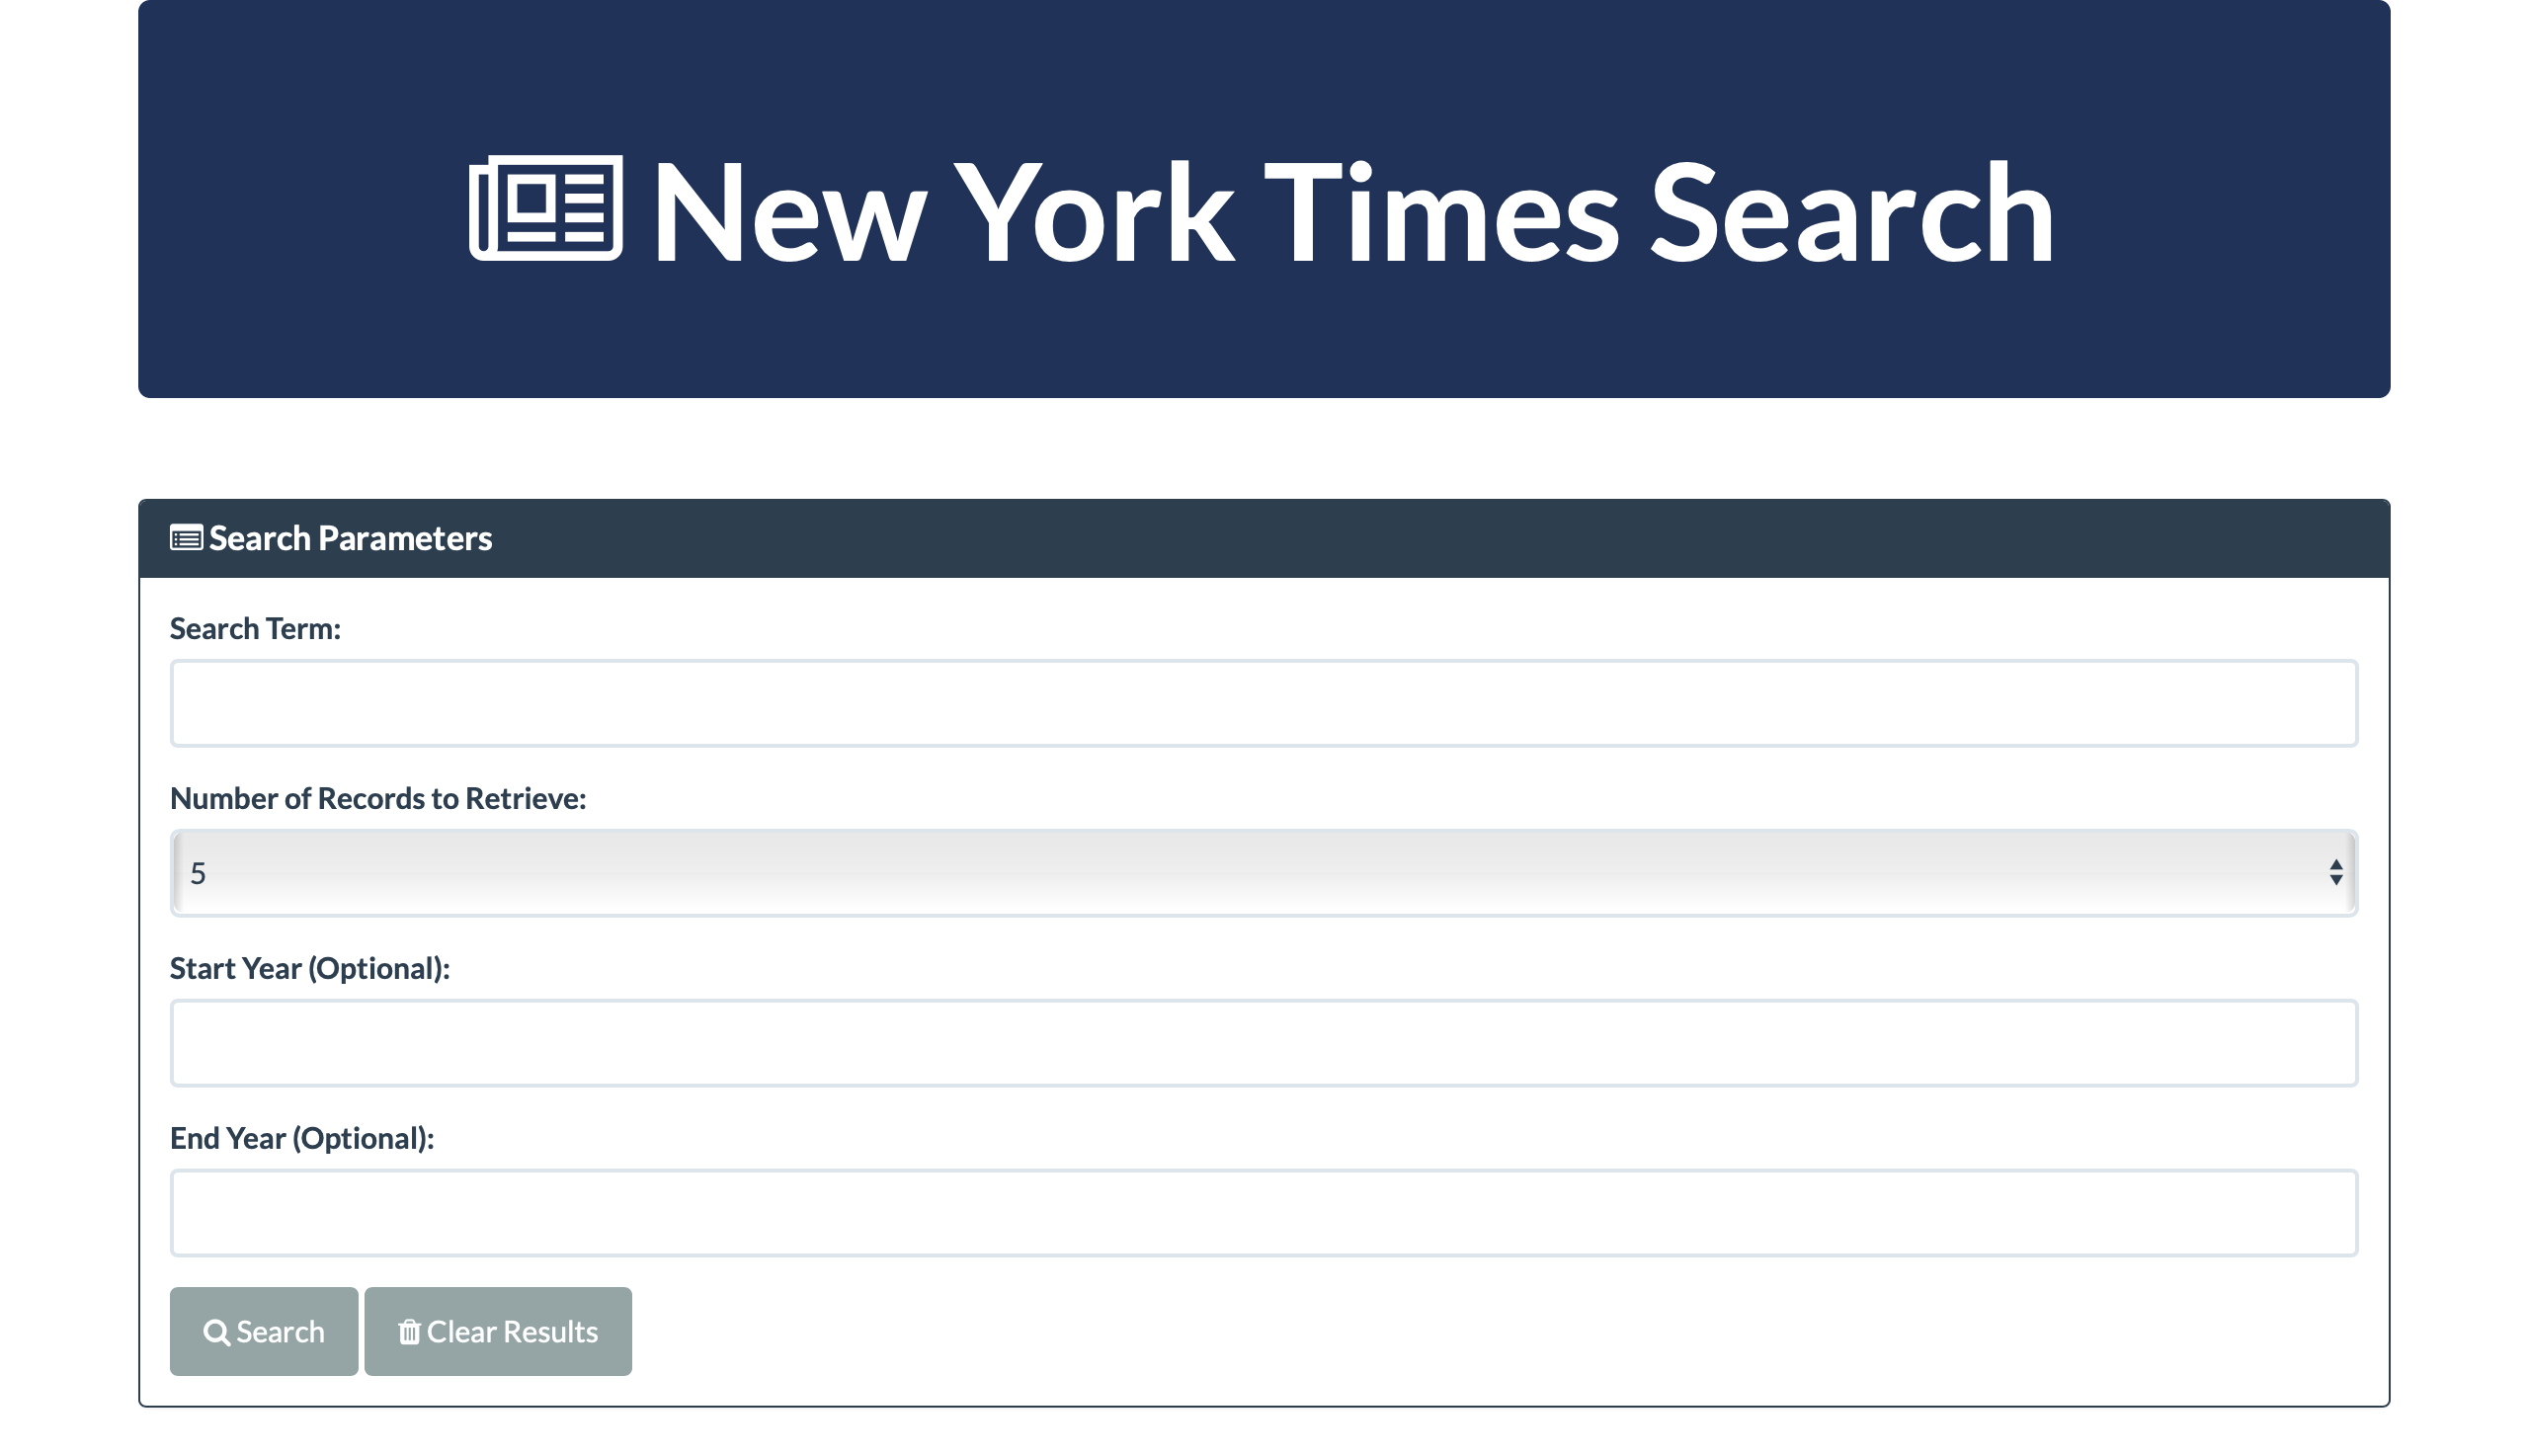 New York Times Search
Search Parameters
Search Term:
Number of Records to Retrieve:
5
Start Year (Optional):
End Year (Optional):
Search
Clear Results